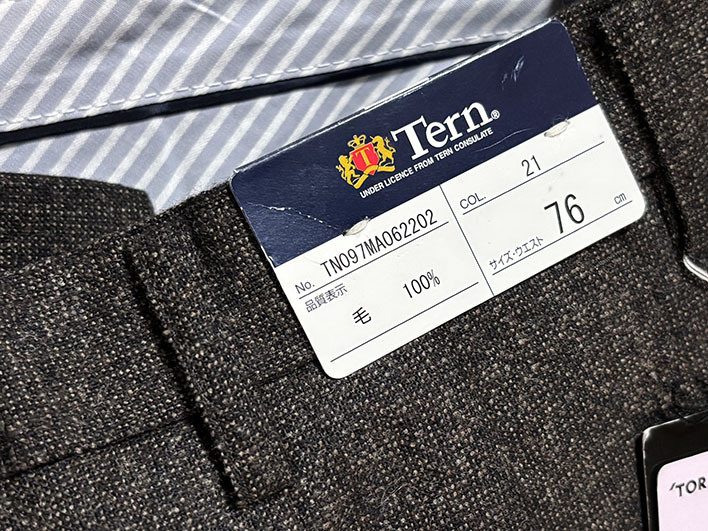 Tern®
T
UNDER LICENCE FROM TERN CONSULATE
No. TN097MA062202
COL. 21
品質表示
毛 100%
サイズ・ウエスト 76 cm
'TOR